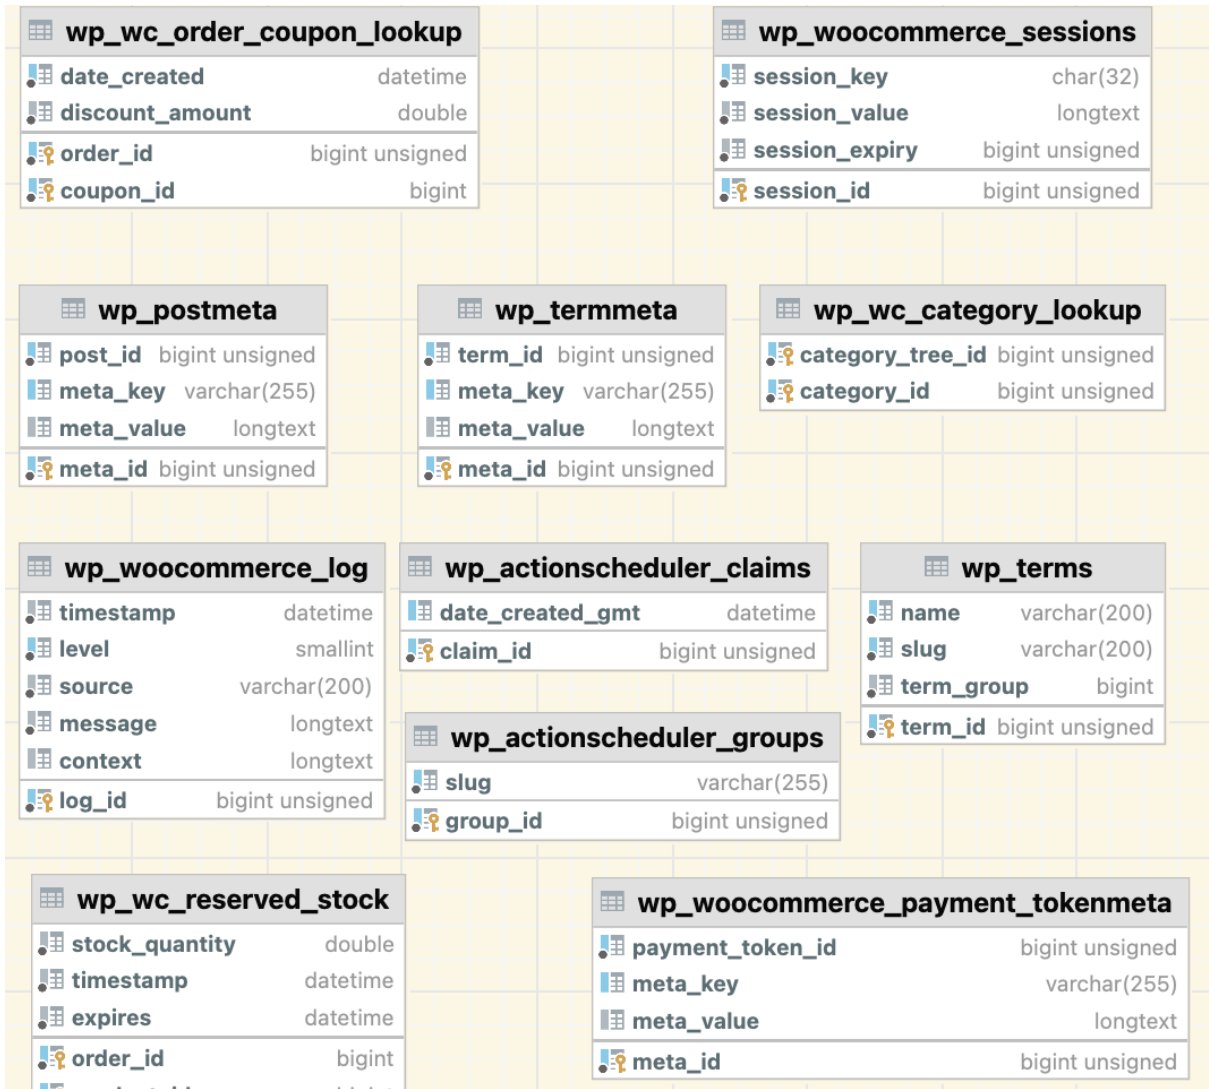 wp_wc_order_coupon_lookup
date_created datetime
discount_amount double
order_id bigint unsigned
coupon_id bigint
wp_woocommerce_sessions
session_key char(32)
session_value longtext
session_expiry bigint unsigned
session_id bigint unsigned
wp_postmeta
post_id bigint unsigned
meta_key varchar(255)
meta_value longtext
meta_id bigint unsigned
wp_termmeta
term_id bigint unsigned
meta_key varchar(255)
meta_value longtext
meta_id bigint unsigned
wp_wc_category_lookup
category_tree_id bigint unsigned
category_id bigint unsigned
wp_woocommerce_log
timestamp datetime
level smallint
source varchar(200)
message longtext
context longtext
log_id bigint unsigned
wp_actionscheduler_claims
date_created_gmt datetime
claim_id bigint unsigned
wp_terms
name varchar(200)
slug varchar(200)
term_group bigint
term_id bigint unsigned
wp_actionscheduler_groups
slug varchar(255)
group_id bigint unsigned
wp_wc_reserved_stock
stock_quantity double
timestamp datetime
expires datetime
order_id bigint
wp_woocommerce_payment_tokenmeta
payment_token_id bigint unsigned
meta_key varchar(255)
meta_value longtext
meta_id bigint unsigned